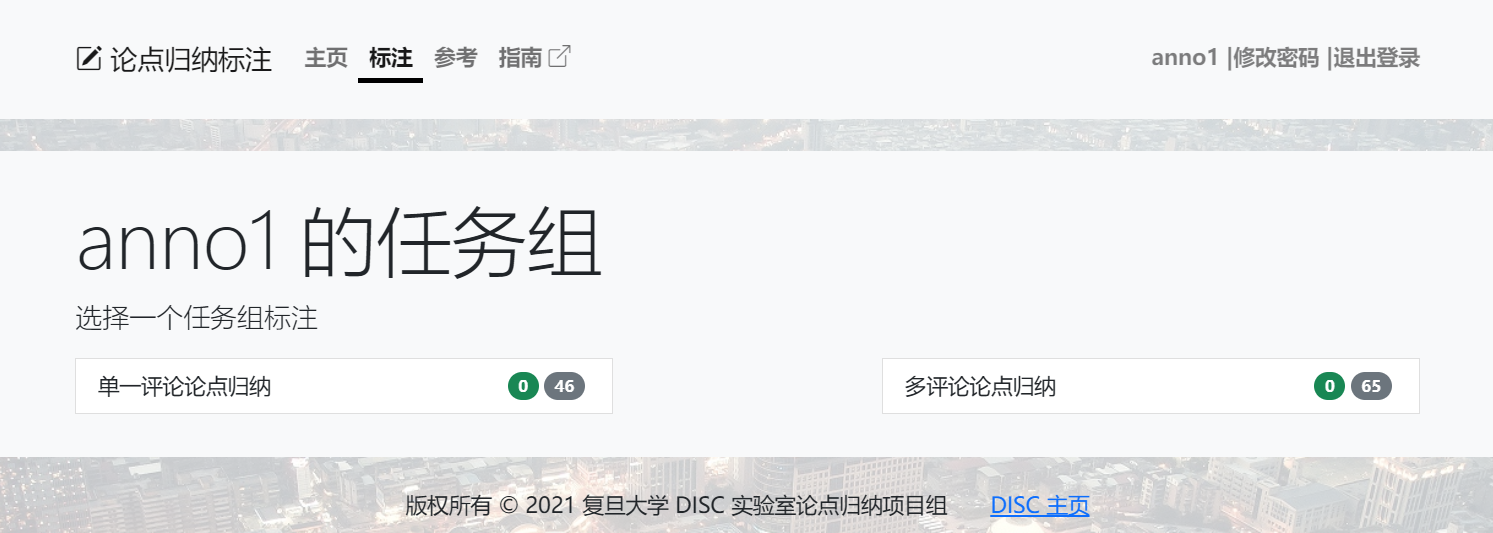 论点归纳标注 主页 标注 参考 指南 anno1 |修改密码 |退出登录
anno1 的任务组
选择一个任务组标注
单一评论论点归纳 0 46 多评论论点归纳 0 65
版权所有 © 2021 复旦大学 DISC 实验室论点归纳项目组 DISC 主页